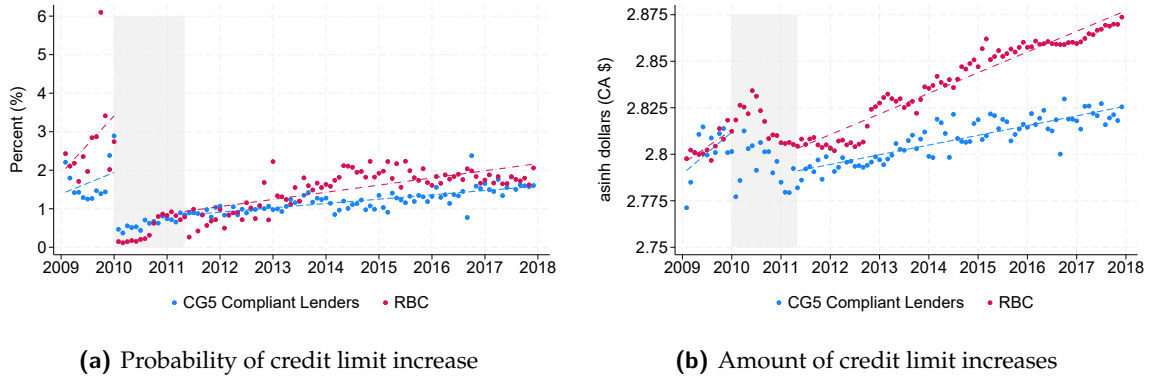 6
5
4
3
2
1
0
Percent (%)
2009 2010 2011 2012 2013 2014 2015 2016 2017 2018
CG5 Compliant Lenders RBC
(a) Probability of credit limit increase
2.875
2.85
2.825
2.8
2.775
2.75
asinh dollars (CA $)
2009 2010 2011 2012 2013 2014 2015 2016 2017 2018
CG5 Compliant Lenders RBC
(b) Amount of credit limit increases